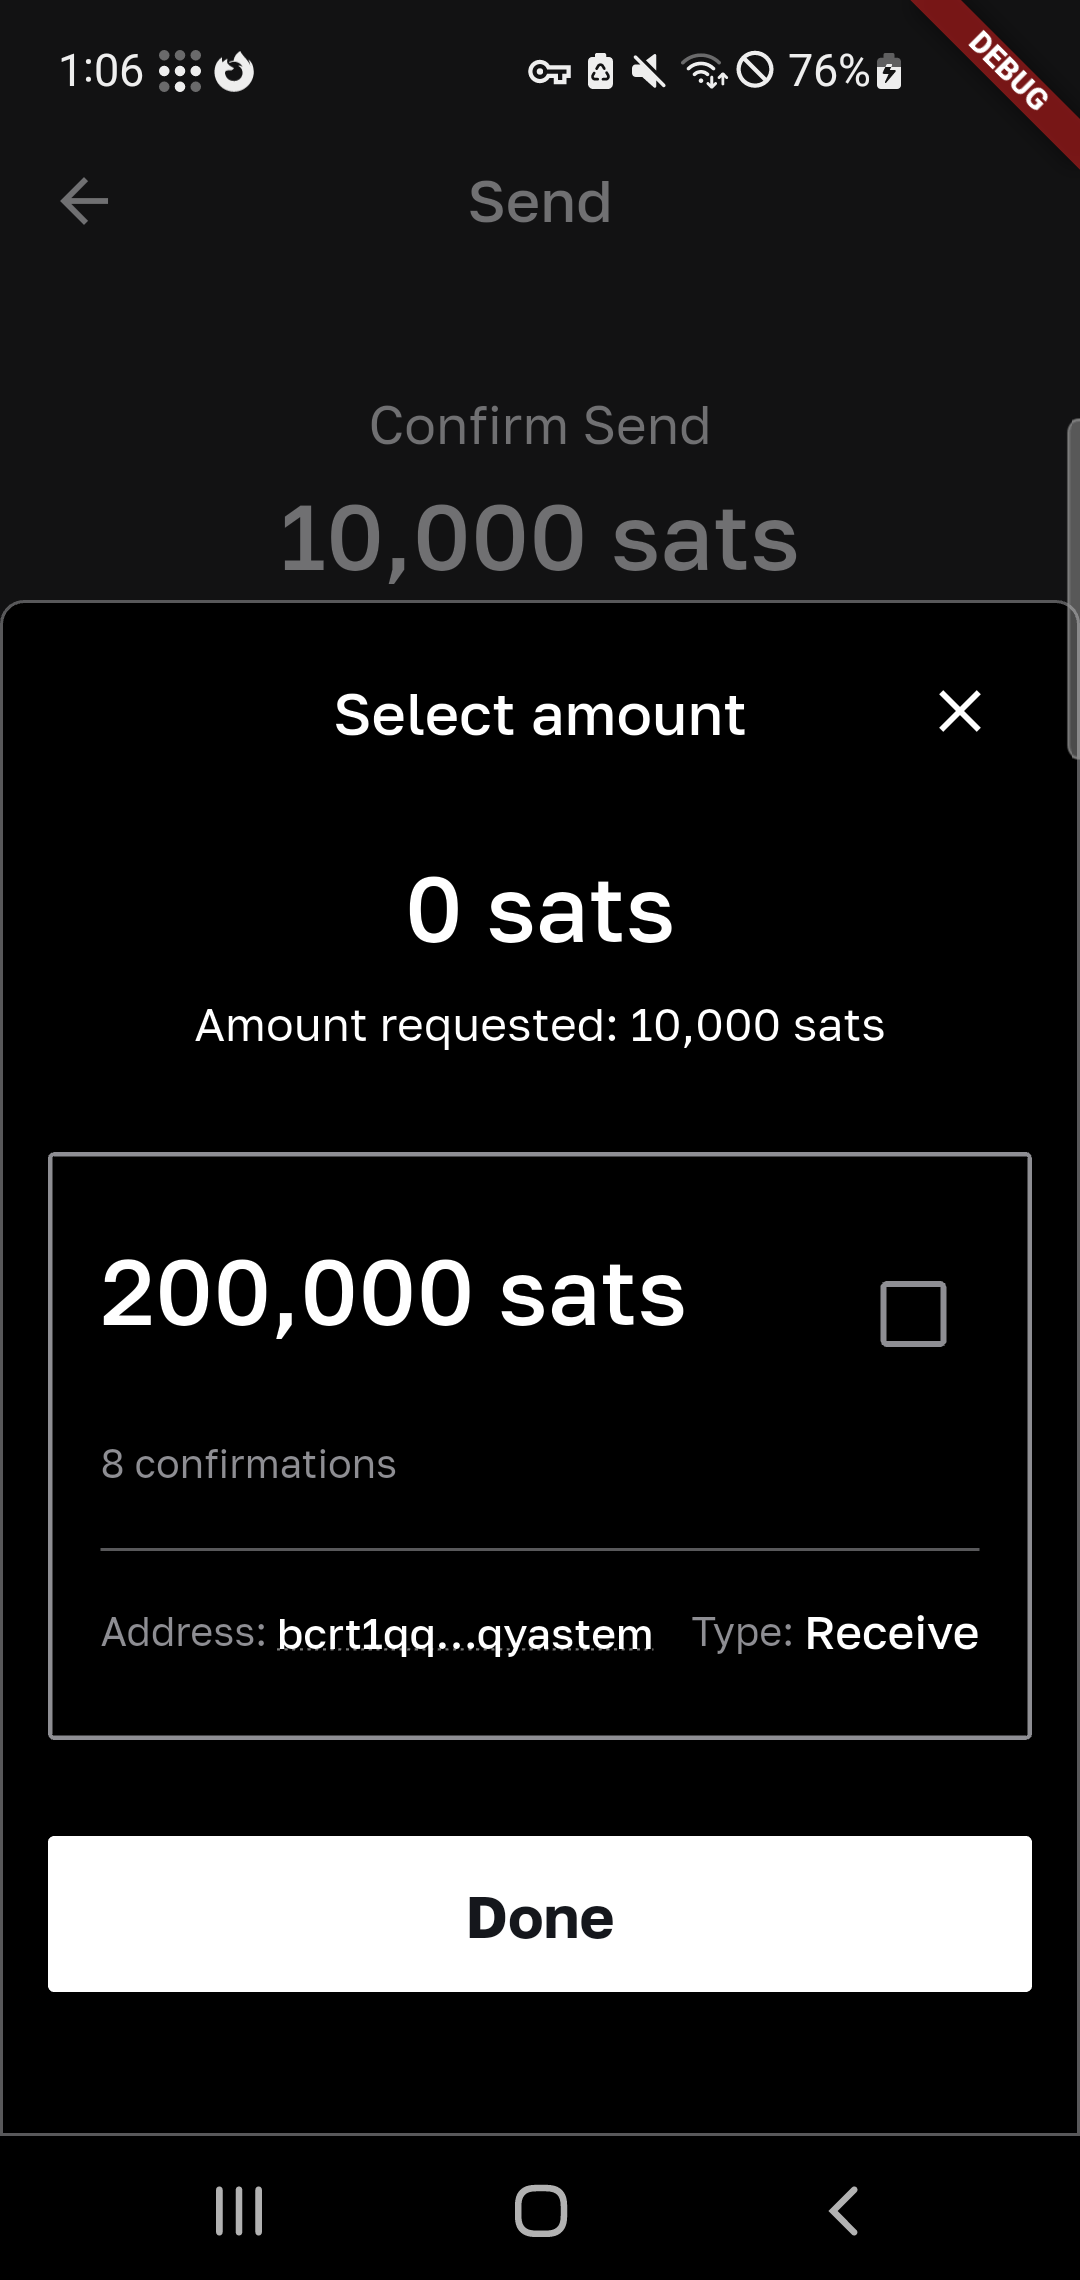 1:06
76%
DEBUG
Send
Confirm Send
10,000 sats
Select amount
0 sats
Amount requested: 10,000 sats
200,000 sats
8 confirmations
Address: bcrt1qq...qyastem Type: Receive
Done